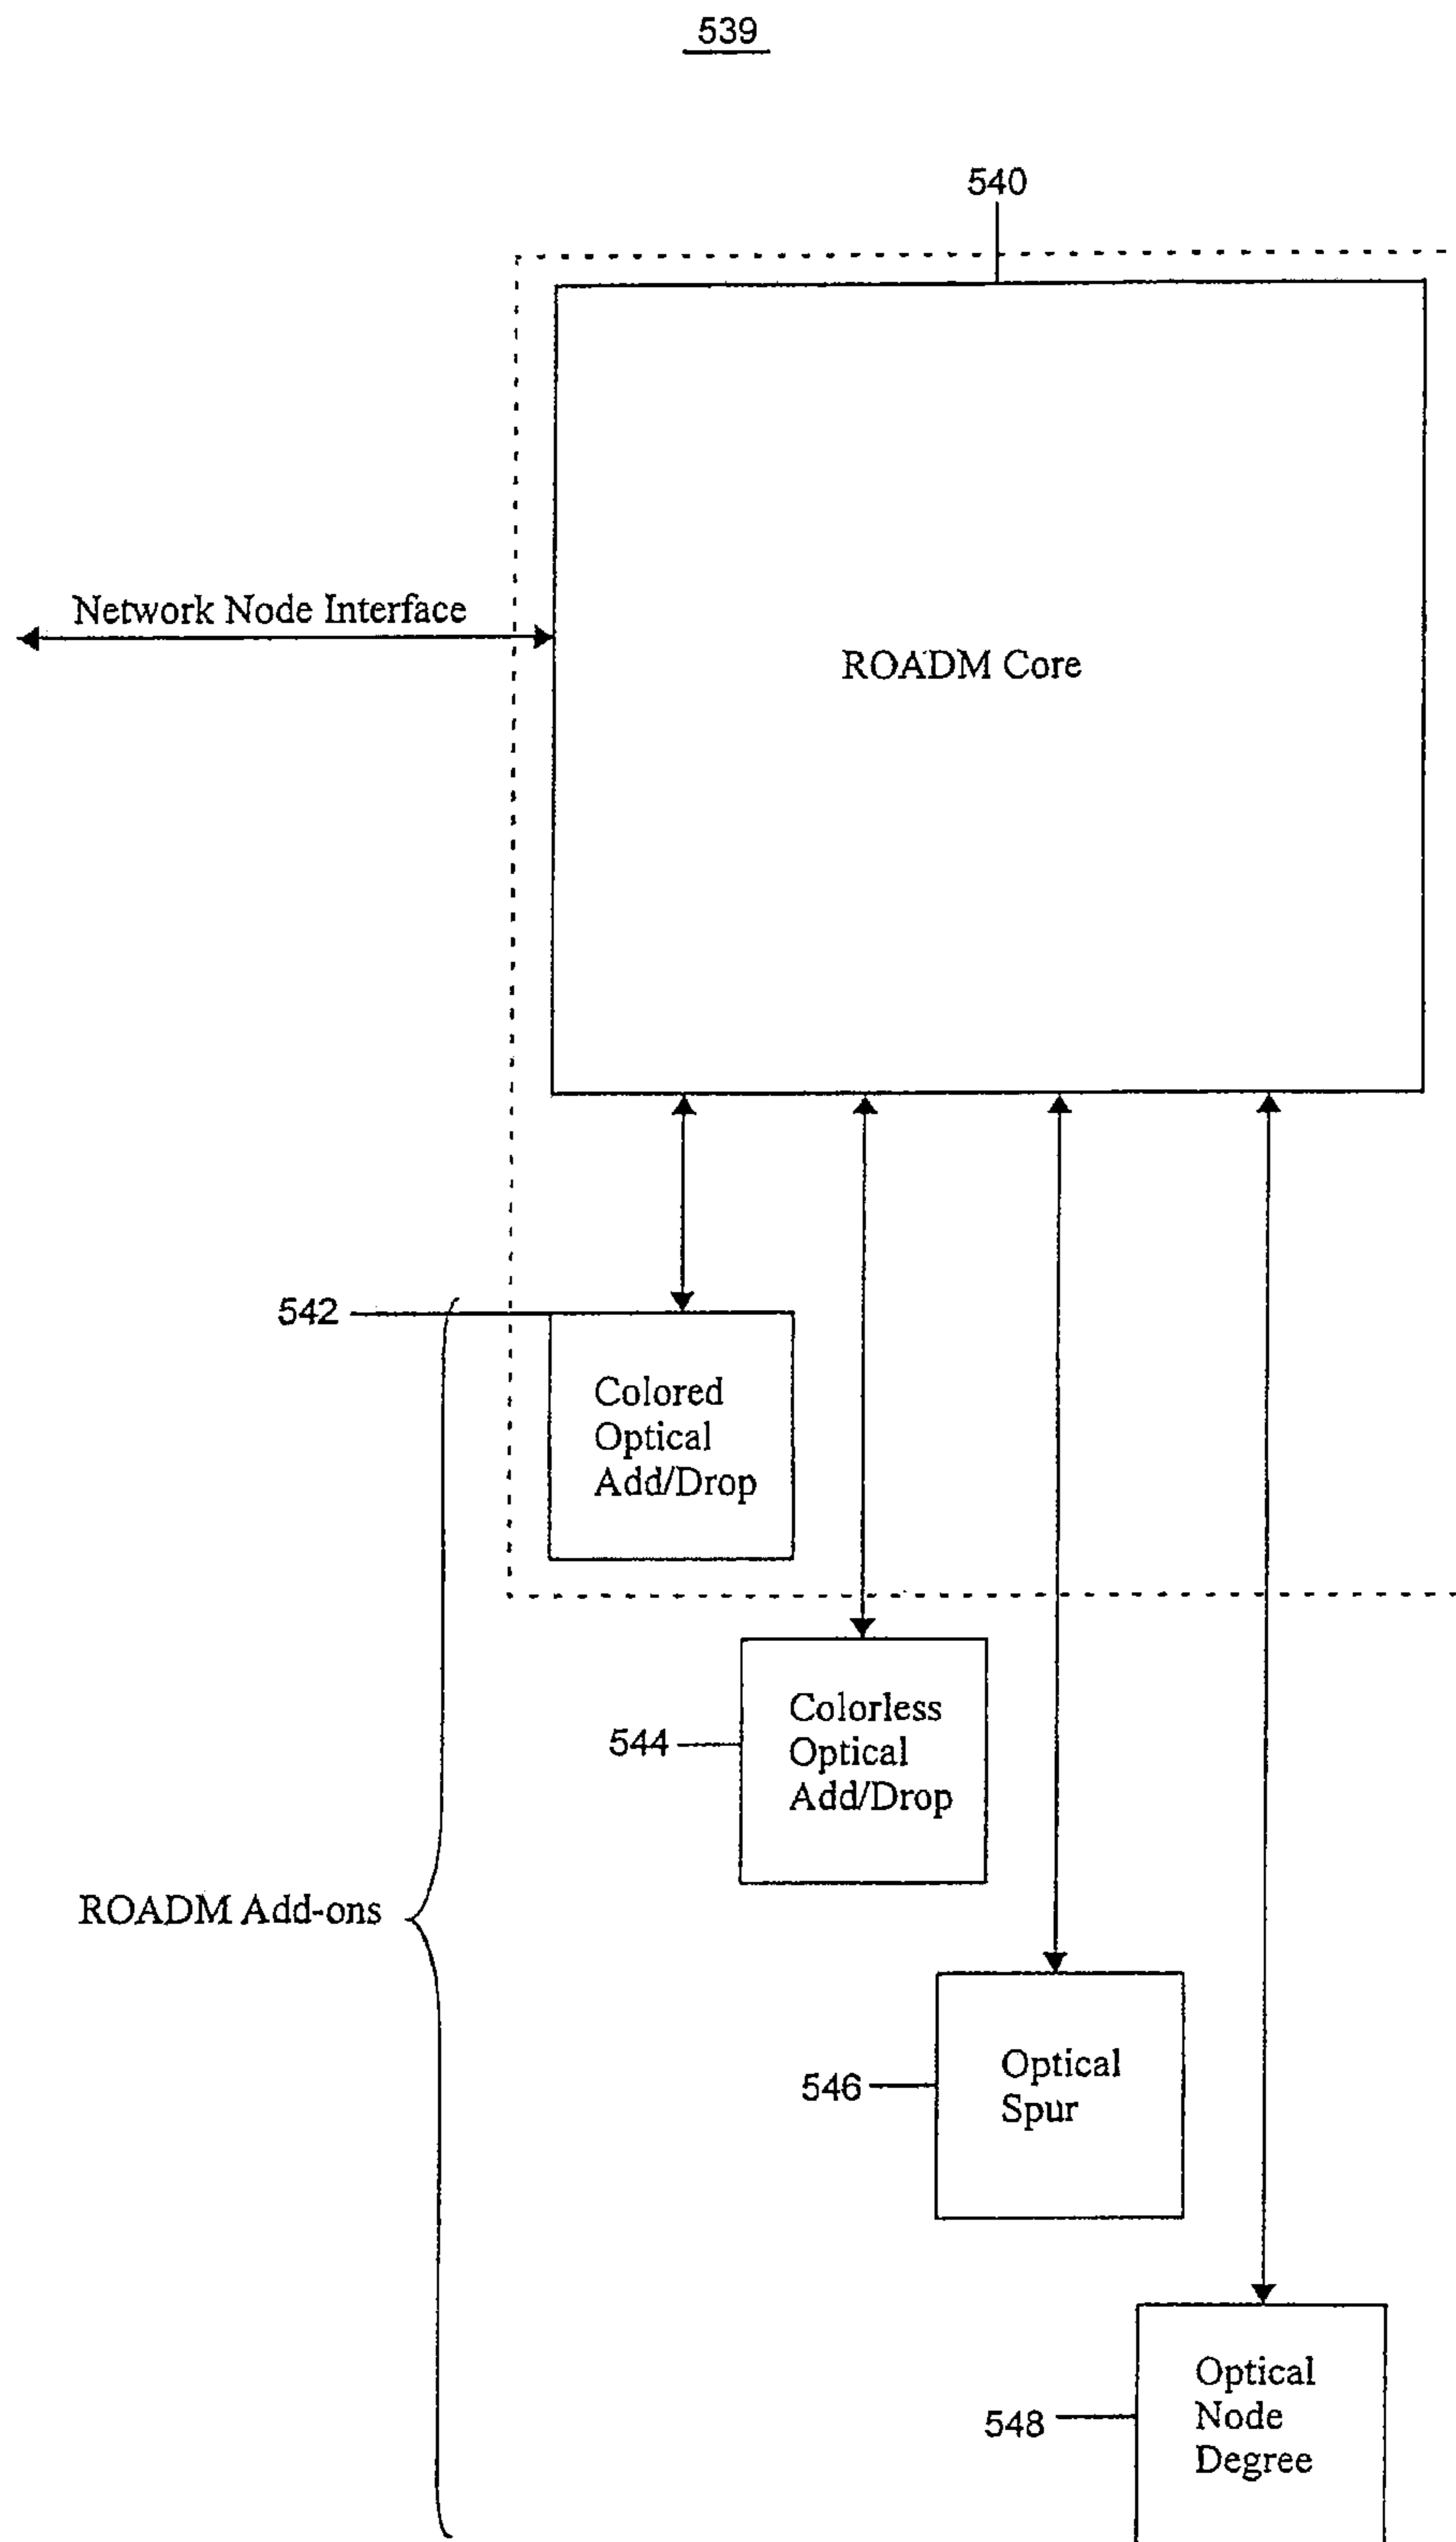 539
540
Network Node Interface
ROADM Core
542
Colored
Optical
Add/Drop
544
Colorless
Optical
Add/Drop
ROADM Add-ons
546
Optical
Spur
548
Optical
Node
Degree